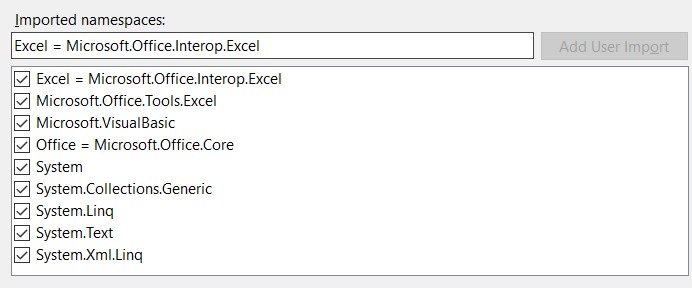 Imported namespaces:
Excel = Microsoft.Office.Interop.Excel
Add User Import
Excel = Microsoft.Office.Interop.Excel
Microsoft.Office.Tools.Excel
Microsoft.VisualBasic
Office = Microsoft.Office.Core
System
System.Collections.Generic
System.Linq
System.Text
System.Xml.Linq